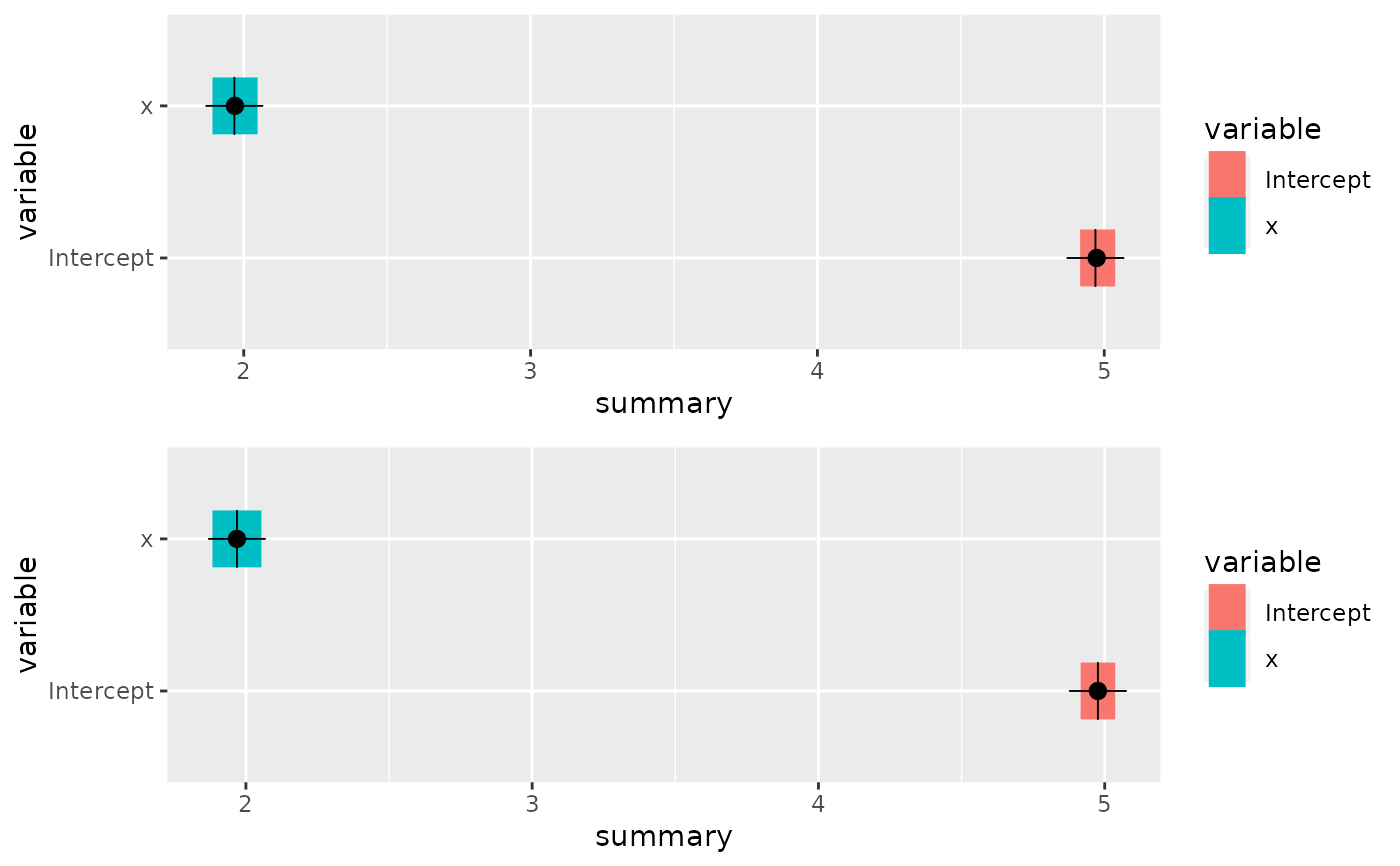 variable
x
Intercept
2 3 4 5
summary
variable
Intercept
x
variable
x
Intercept
2 3 4 5
summary
variable
Intercept
x